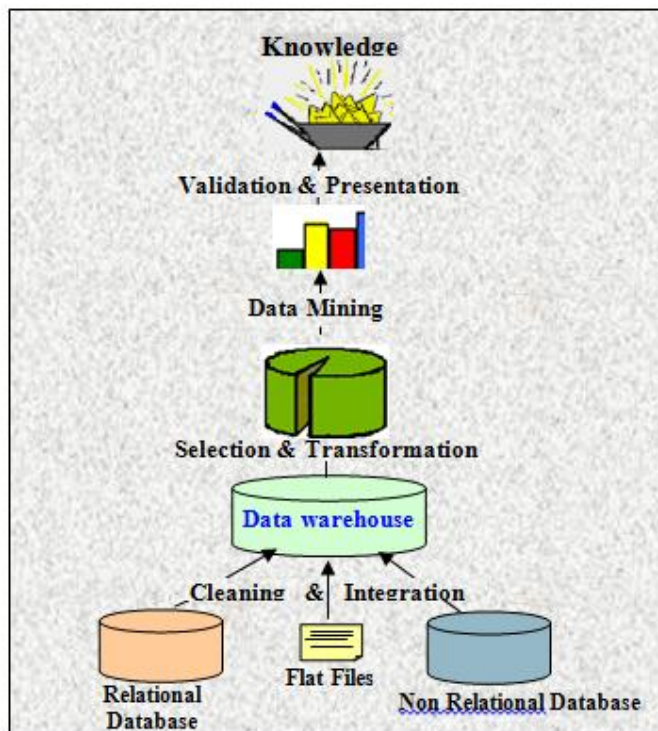 Knowledge
Validation & Presentation
Data Mining
Selection & Transformation
Data warehouse
Cleaning & Integration
Relational
Database
Flat Files
Non Relational Database